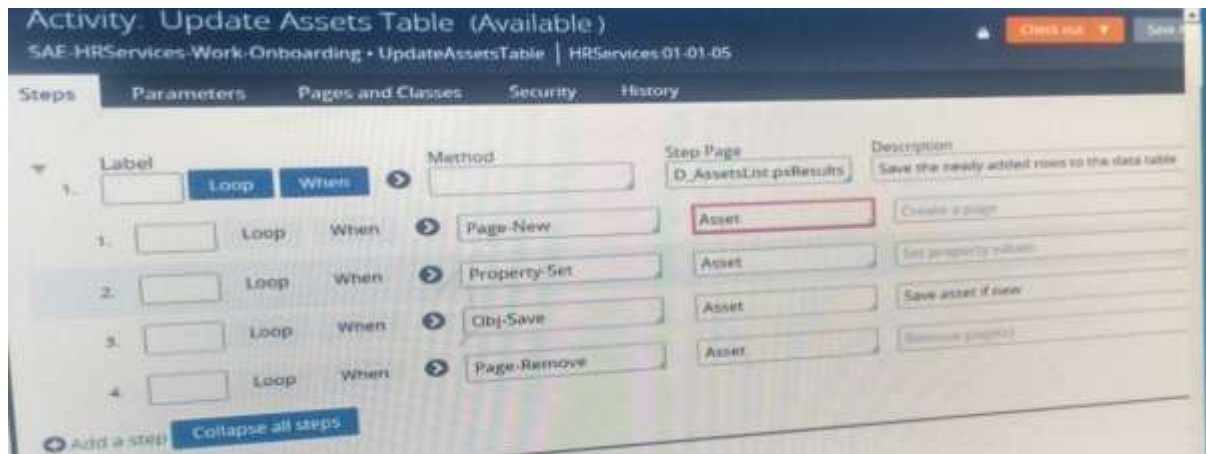 Activity: Update Assets Table (Available)
SAE-HRServices-Work-Onboarding • UpdateAssetsTable | HRServices:01-01-05
Check out
Save
Steps Parameters Pages and Classes Security History
Label Method Step Page Description
1. Loop When D_AssetsList.pxResults Save the newly added rows to the data table
1. Loop When Page-New Asset Create a page
2. Loop When Property-Set Asset Set property values
3. Loop When Obj-Save Asset Save asset if new
4. Loop When Page-Remove Asset Remove page(s)
Add a step Collapse all steps